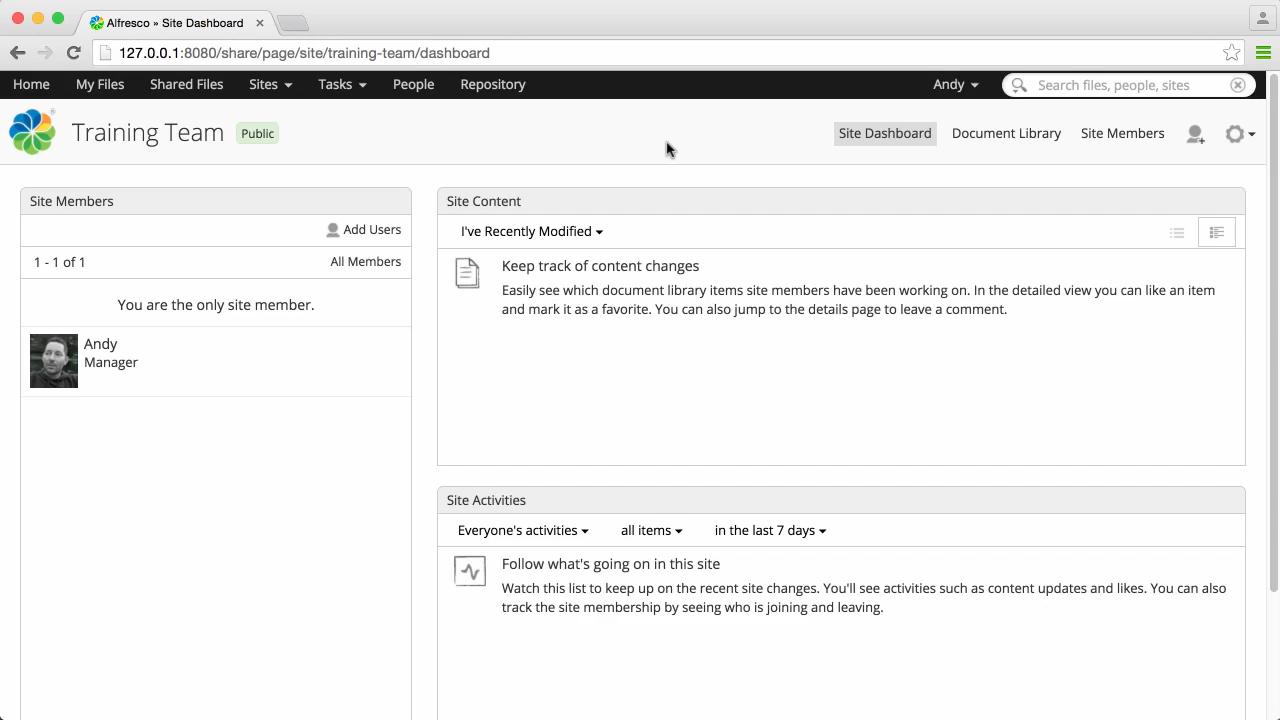 Alfresco » Site Dashboard ×
127.0.0.1:8080/share/page/site/training-team/dashboard
Home My Files Shared Files Sites Tasks People Repository Andy Search files, people, sites
Training Team Public Site Dashboard Document Library Site Members
Site Members
Add Users
1 - 1 of 1 All Members
You are the only site member.
Andy
Manager
Site Content
I've Recently Modified
Keep track of content changes
Easily see which document library items site members have been working on. In the detailed view you can like an item
and mark it as a favorite. You can also jump to the details page to leave a comment.
Site Activities
Everyone's activities all items in the last 7 days
Follow what's going on in this site
Watch this list to keep up on the recent site changes. You'll see activities such as content updates and likes. You can also
track the site membership by seeing who is joining and leaving.